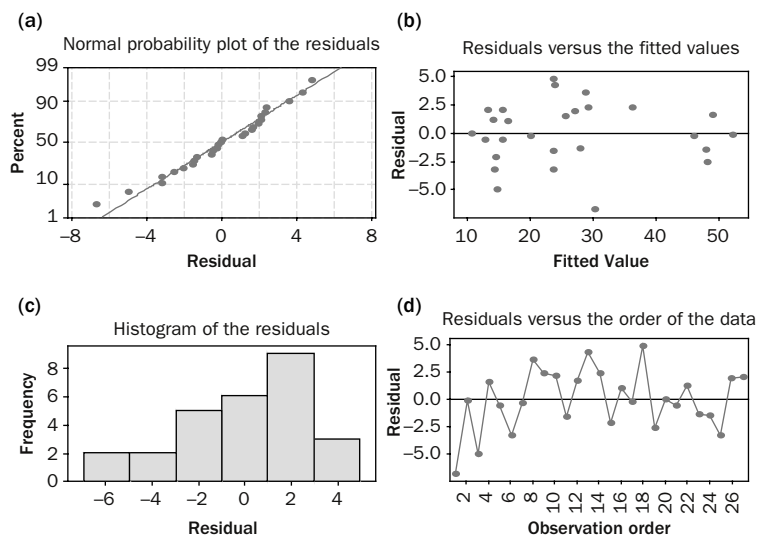 (a)
Normal probability plot of the residuals
99
90
50
10
1
Percent
−8 −4 0 4 8
Residual
(b)
Residuals versus the fitted values
5.0
2.5
0.0
−2.5
−5.0
Residual
10 20 30 40 50
Fitted Value
(c)
Histogram of the residuals
8
6
4
2
0
Frequency
−6 −4 −2 0 2 4
Residual
(d)
Residuals versus the order of the data
5.0
2.5
0.0
−2.5
−5.0
Residual
2 4 6 8 10 12 14 16 18 20 22 24 26
Observation order